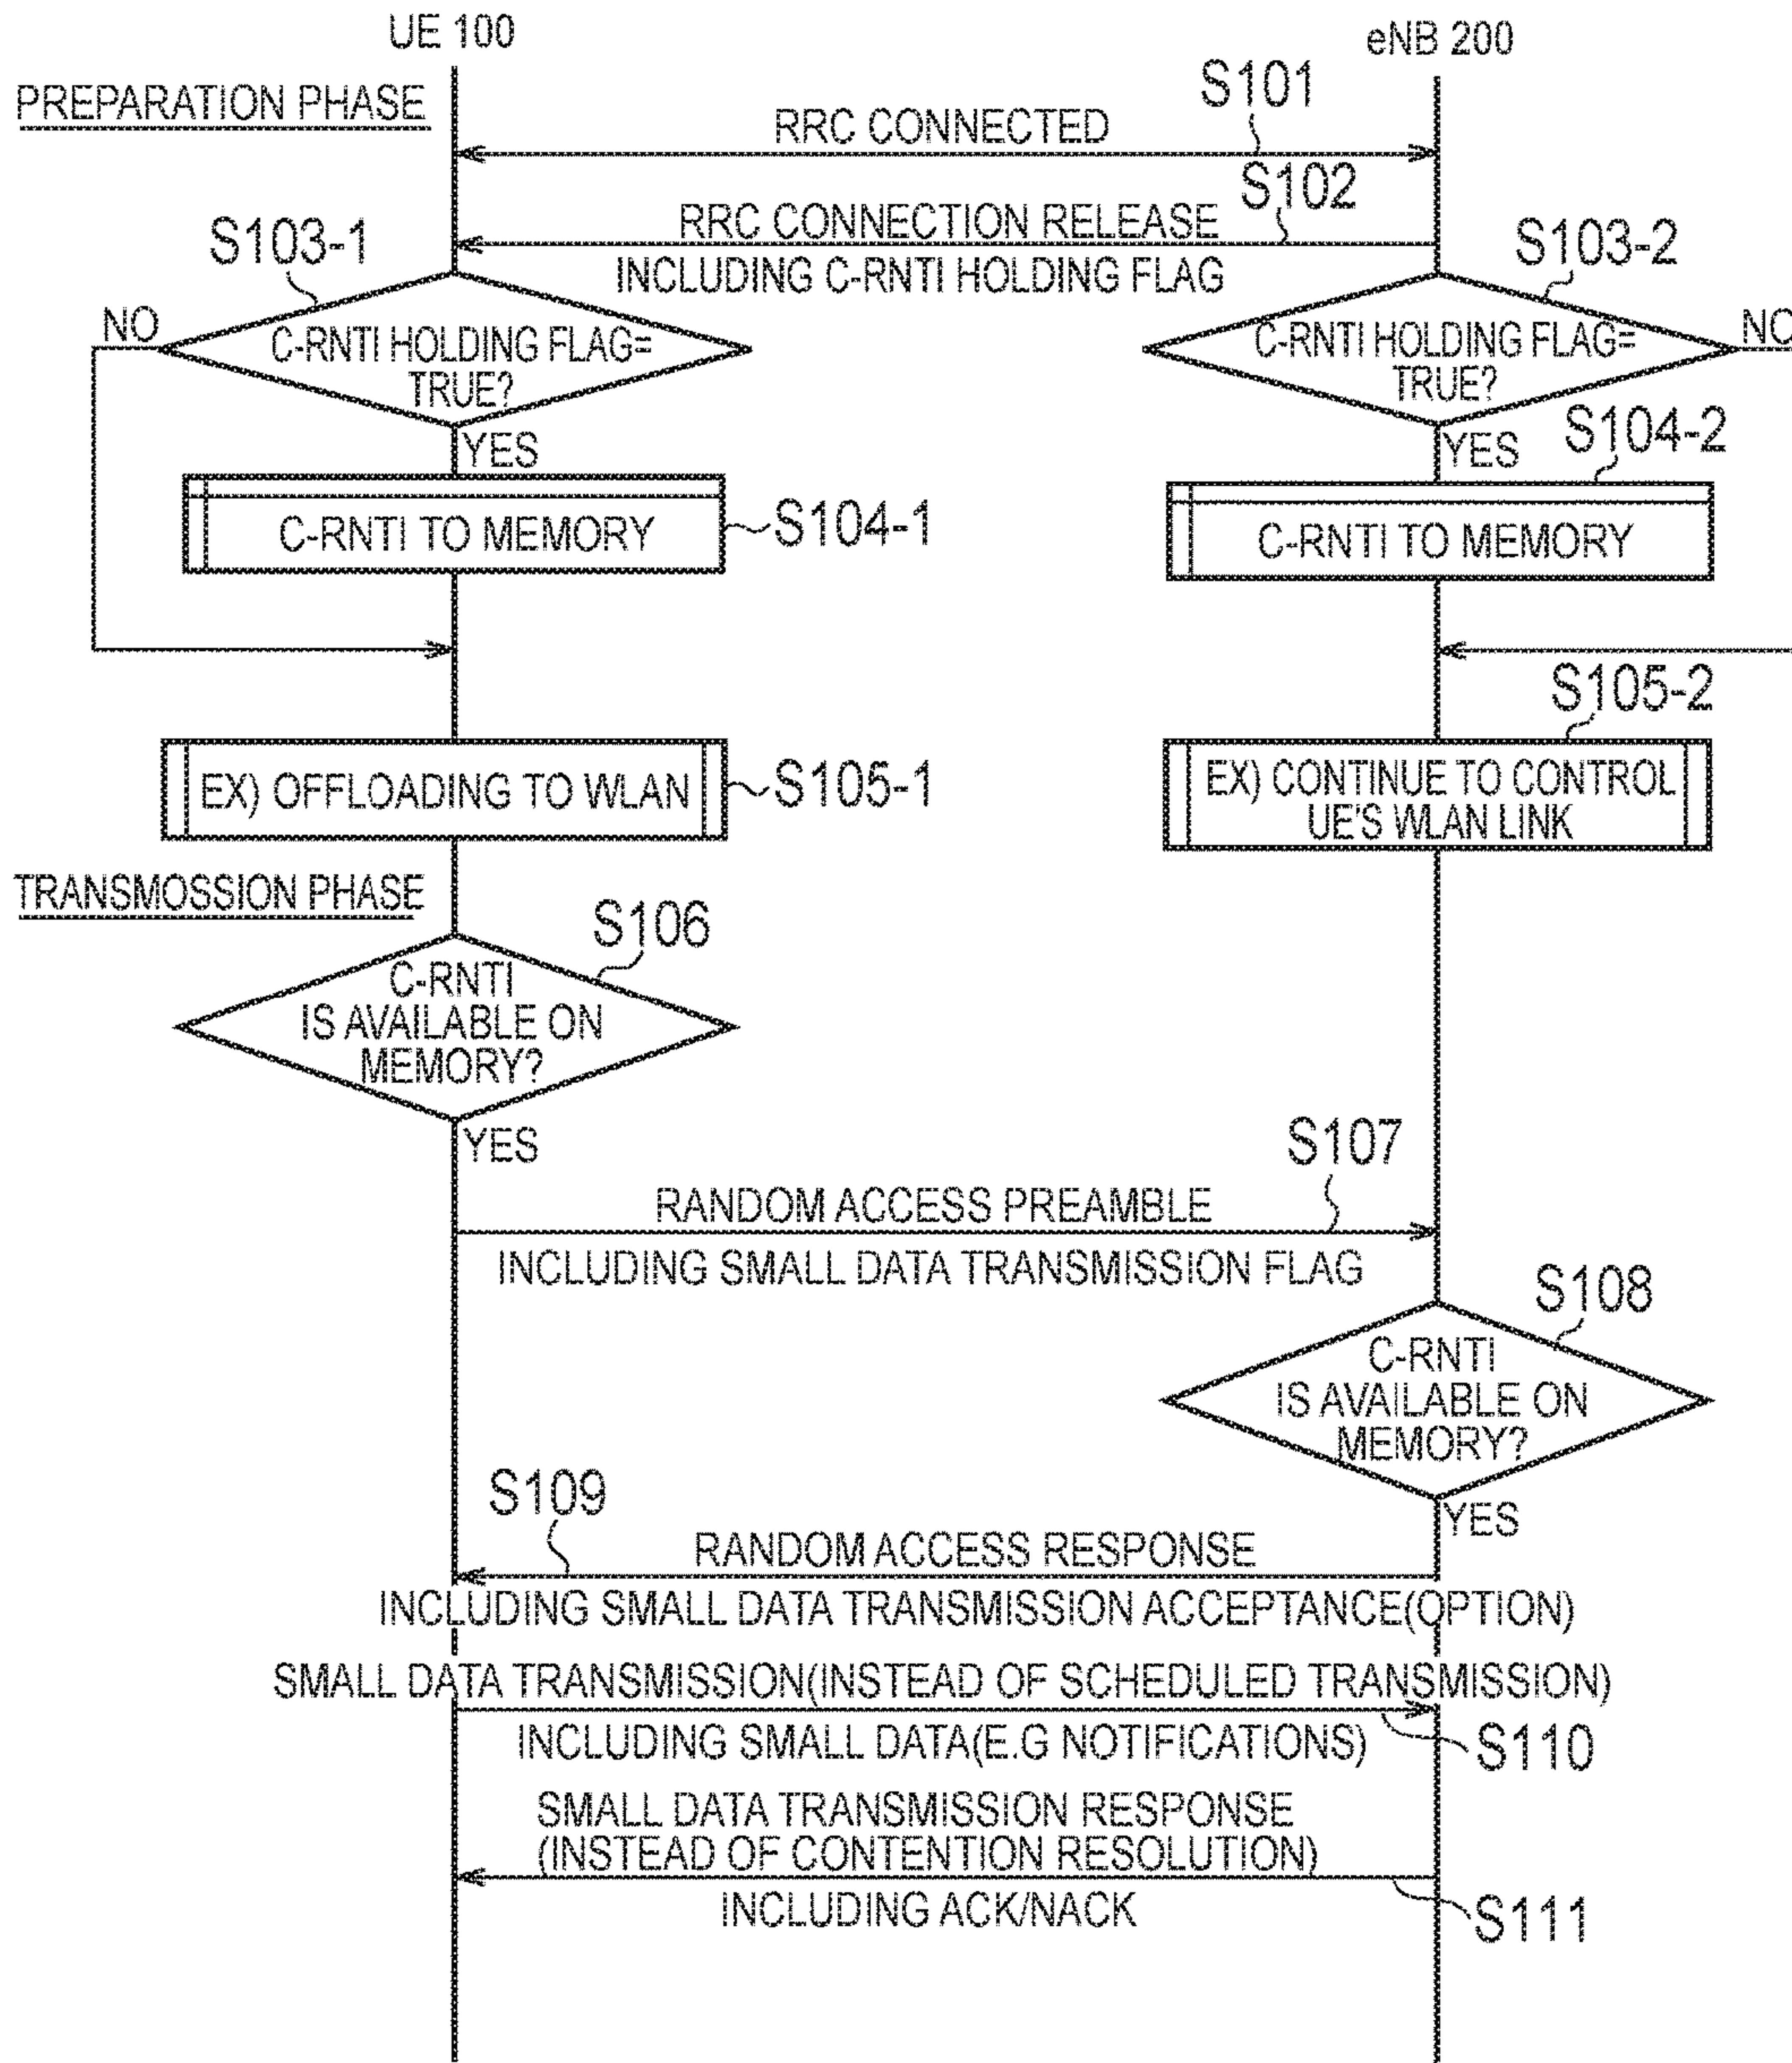 UE 100
eNB 200
PREPARATION PHASE
S101
RRC CONNECTED
S102
RRC CONNECTION RELEASE
INCLUDING C-RNTI HOLDING FLAG
S103-1
S103-2
NO
C-RNTI HOLDING FLAG=
TRUE?
YES
C-RNTI HOLDING FLAG=
TRUE?
NO
YES
S104-2
C-RNTI TO MEMORY
S104-1
C-RNTI TO MEMORY
S105-2
EX) OFFLOADING TO WLAN
S105-1
EX) CONTINUE TO CONTROL
UE'S WLAN LINK
TRANSMOSSION PHASE
S106
C-RNTI
IS AVAILABLE ON
MEMORY?
YES
S107
RANDOM ACCESS PREAMBLE
INCLUDING SMALL DATA TRANSMISSION FLAG
S108
C-RNTI
IS AVAILABLE ON
MEMORY?
YES
S109
RANDOM ACCESS RESPONSE
INCLUDING SMALL DATA TRANSMISSION ACCEPTANCE(OPTION)
SMALL DATA TRANSMISSION(INSTEAD OF SCHEDULED TRANSMISSION)
INCLUDING SMALL DATA(E.G NOTIFICATIONS)
S110
SMALL DATA TRANSMISSION RESPONSE
(INSTEAD OF CONTENTION RESOLUTION)
INCLUDING ACK/NACK
S111